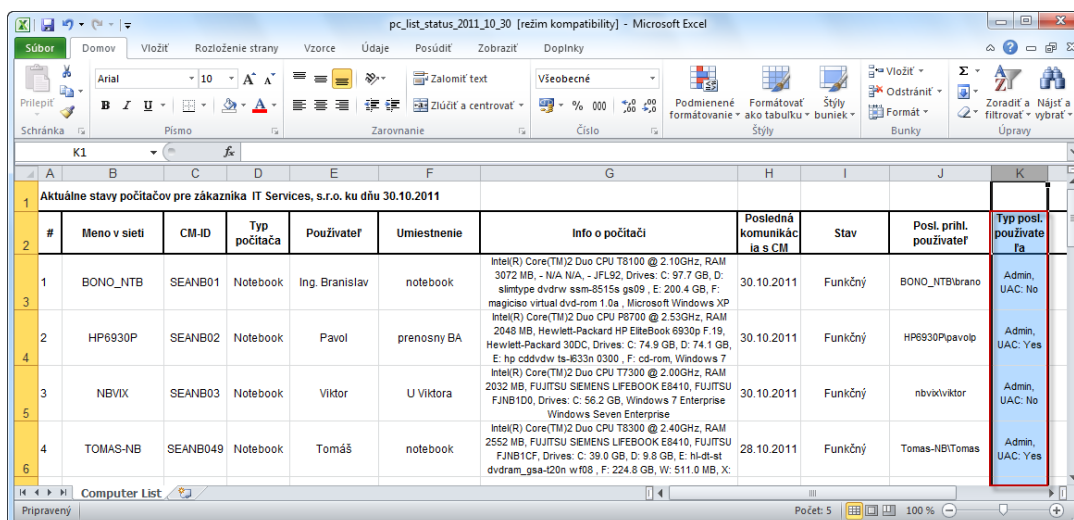 pc_list_status_2011_10_30 [režim kompatibility] - Microsoft Excel
Súbor Domov Vložiť Rozloženie strany Vzorce Údaje Posúdiť Zobraziť Doplnky
Prilepiť
Schránka
Arial 10
B I U
Písmo
Zalomiť text
Zlúčiť a centrovať
Zarovnanie
Všeobecné
% 000
Číslo
Podmienené formátovanie
Formátovať ako tabuľku
Štýly buniek
Štýly
Vložiť
Odstrániť
Formát
Bunky
Zoradiť a filtrovať
Nájsť a vybrať
Úpravy
K1 fx
A B C D E F G H I J K
1 Aktuálne stavy počítačov pre zákazníka IT Services, s.r.o. ku dňu 30.10.2011
2 # Meno v sieti CM-ID Typ počítača Používateľ Umiestnenie Info o počítači Posledná komunikácia s CM Stav Posl. prihl. používateľ Typ posl. používateľa
3 1 BONO_NTB SEANB01 Notebook Ing. Branislav notebook
Intel(R) Core(TM)2 Duo CPU T8100 @ 2.10GHz, RAM
3072 MB, - N/A N/A, - JFL92, Drives: C: 97.7 GB, D:
slimtype dvdrw ssm-8515s gs09 , E: 200.4 GB, F:
magiciso virtual dvd-rom 1.0a , Microsoft Windows XP
30.10.2011 Funkčný BONO_NTB\brano Admin, UAC: No
4 2 HP6930P SEANB02 Notebook Pavol prenosny BA
Intel(R) Core(TM)2 Duo CPU P8700 @ 2.53GHz, RAM
2048 MB, Hewlett-Packard HP EliteBook 6930p F.19,
Hewlett-Packard 30DC, Drives: C: 74.9 GB, D: 74.1 GB,
E: hp cddvdw ts-l633n 0300 , F: cd-rom, Windows 7
30.10.2011 Funkčný HP6930P\pavolp Admin, UAC: Yes
5 3 NBVIX SEANB03 Notebook Viktor U Viktora
Intel(R) Core(TM)2 Duo CPU T7300 @ 2.00GHz, RAM
2032 MB, FUJITSU SIEMENS LIFEBOOK E8410, FUJITSU
FJNB1D0, Drives: C: 56.2 GB, Windows 7 Enterprise
Windows Seven Enterprise
30.10.2011 Funkčný nbvix\viktor Admin, UAC: No
6 4 TOMAS-NB SEANB049 Notebook Tomáš notebook
Intel(R) Core(TM)2 Duo CPU T8300 @ 2.40GHz, RAM
2552 MB, FUJITSU SIEMENS LIFEBOOK E8410, FUJITSU
FJNB1CF, Drives: C: 39.0 GB, D: 9.8 GB, E: hl-dt-st
dvdram_gsa-t20n wf08 , F: 224.8 GB, W: 511.0 MB, X:
28.10.2011 Funkčný Tomas-NB\Tomas Admin, UAC: Yes
Computer List
Pripravený Počet: 5 100 %